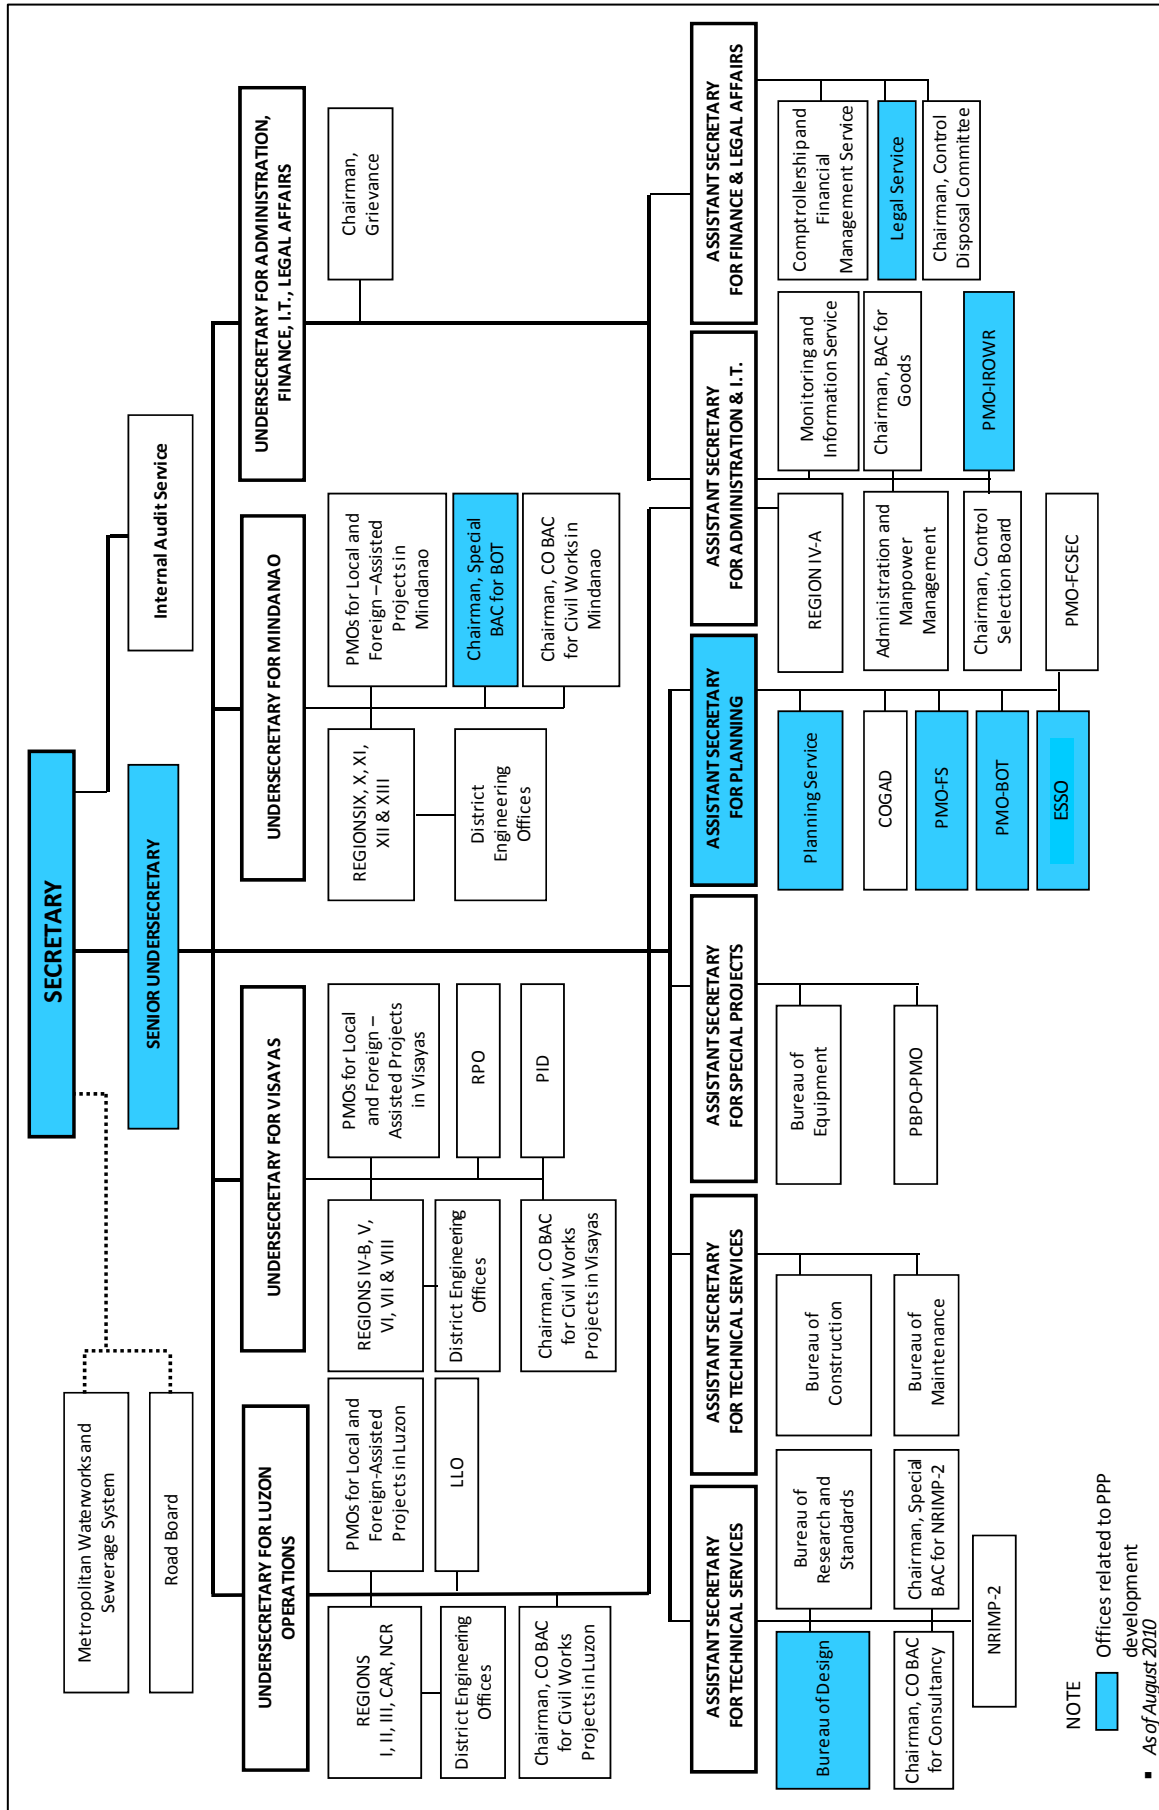 SECRETARY
Metropolitan Waterworks and
Sewerage System
Road Board
SENIOR UNDERSECRETARY
Internal Audit Service
UNDERSECRETARY FOR LUZON
OPERATIONS
UNDERSECRETARY FOR VISAYAS
UNDERSECRETARY FOR MINDANAO
UNDERSECRETARY FOR ADMINISTRATION,
FINANCE, I.T., LEGAL AFFAIRS
REGIONS
I, II, III, CAR, NCR
PMOs for Local and
Foreign-Assisted
Projects in Luzon
District Engineering
Offices
LLO
Chairman, CO BAC
for Civil Works
Projects in Luzon
REGIONS IV-B, V,
VI, VII & VIII
PMOs for Local
and Foreign –
Assisted Projects
in Visayas
District Engineering
Offices
RPO
Chairman, CO BAC
for Civil Works
Projects in Visayas
PID
REGIONSIX, X, XI,
XII & XIII
PMOs for Local and
Foreign –Assisted
Projects in
Mindanao
District
Engineering
Offices
Chairman, Special
BAC for BOT
Chairman, CO BAC
for Civil Works in
Mindanao
Chairman,
Grievance
ASSISTANT SECRETARY
FOR TECHNICAL SERVICES
ASSISTANT SECRETARY
FOR TECHNICAL SERVICES
ASSISTANT SECRETARY
FOR SPECIAL PROJECTS
ASSISTANT SECRETARY
FOR PLANNING
ASSISTANT SECRETARY
FOR ADMINISTRATION & I.T.
ASSISTANT SECRETARY
FOR FINANCE & LEGAL AFFAIRS
Bureau of Design
Bureau of
Research and
Standards
Chairman, CO BAC
for Consultancy
Chairman, Special
BAC for NRIMP-2
NRIMP-2
Bureau of
Construction
Bureau of
Maintenance
Bureau of
Equipment
PBPO-PMO
Planning Service
COGAD
PMO-FS
PMO-BOT
ESSO
PMO-FCSEC
REGION IV-A
Monitoring and
Information Service
Administration and
Manpower
Management
Chairman, BAC for
Goods
Chairman, Control
Selection Board
PMO-IROWR
Comptrollership and
Financial
Management Service
Legal Service
Chairman, Control
Disposal Committee
NOTE
Offices related to PPP
development
▪ As of August 2010